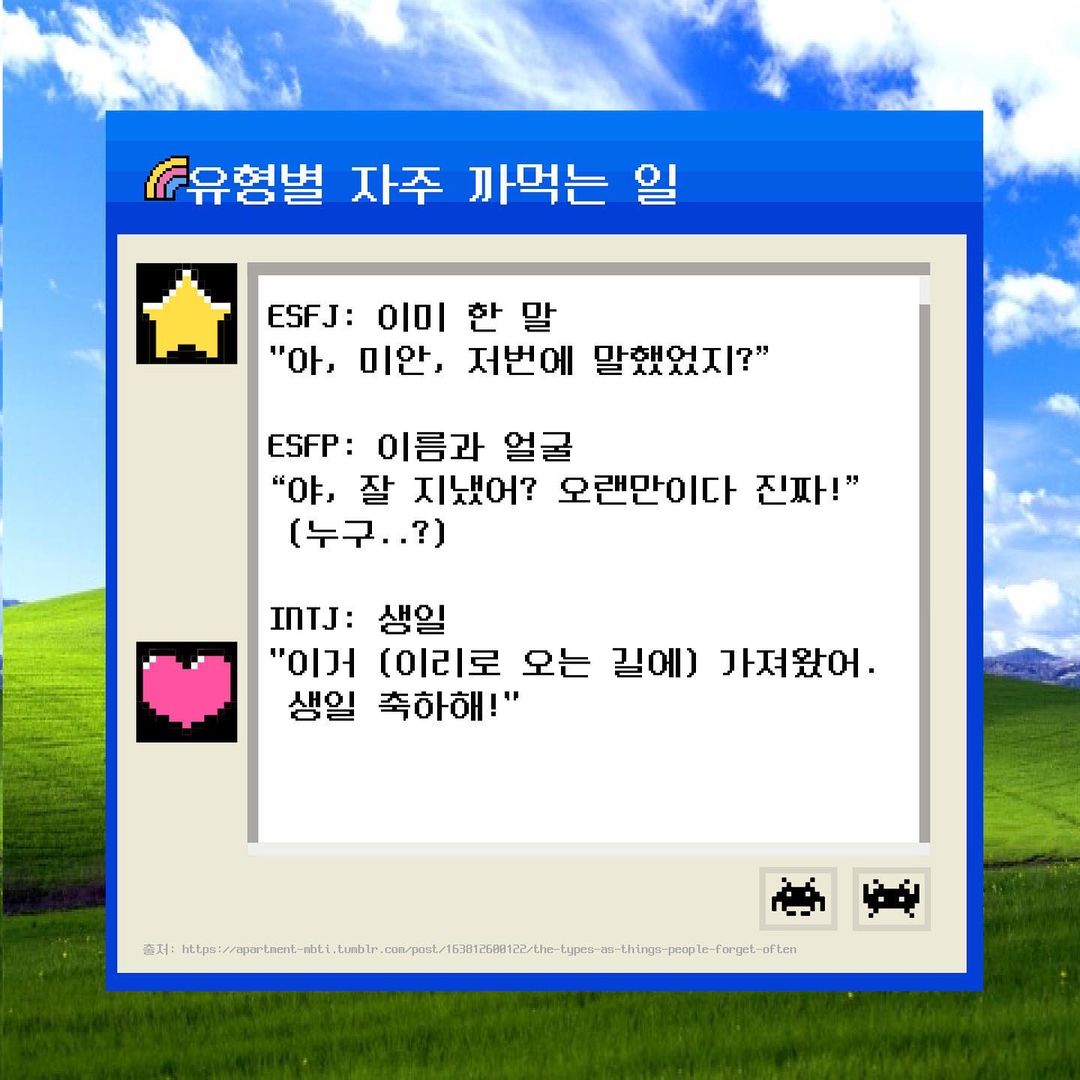 유형별 자주 까먹는 일
ESFJ: 이미 한 말
"아, 미안, 저번에 말했었지?”
ESFP: 이름과 얼굴
“야, 잘 지냈어? 오랜만이다 진짜!”
(누구..?)
INTJ: 생일
"이거 (이리로 오는 길에) 가져왔어.
생일 축하해!"
출처: https://apartment-mbti.tumblr.com/post/163812600122/the-types-as-things-people-forget-often